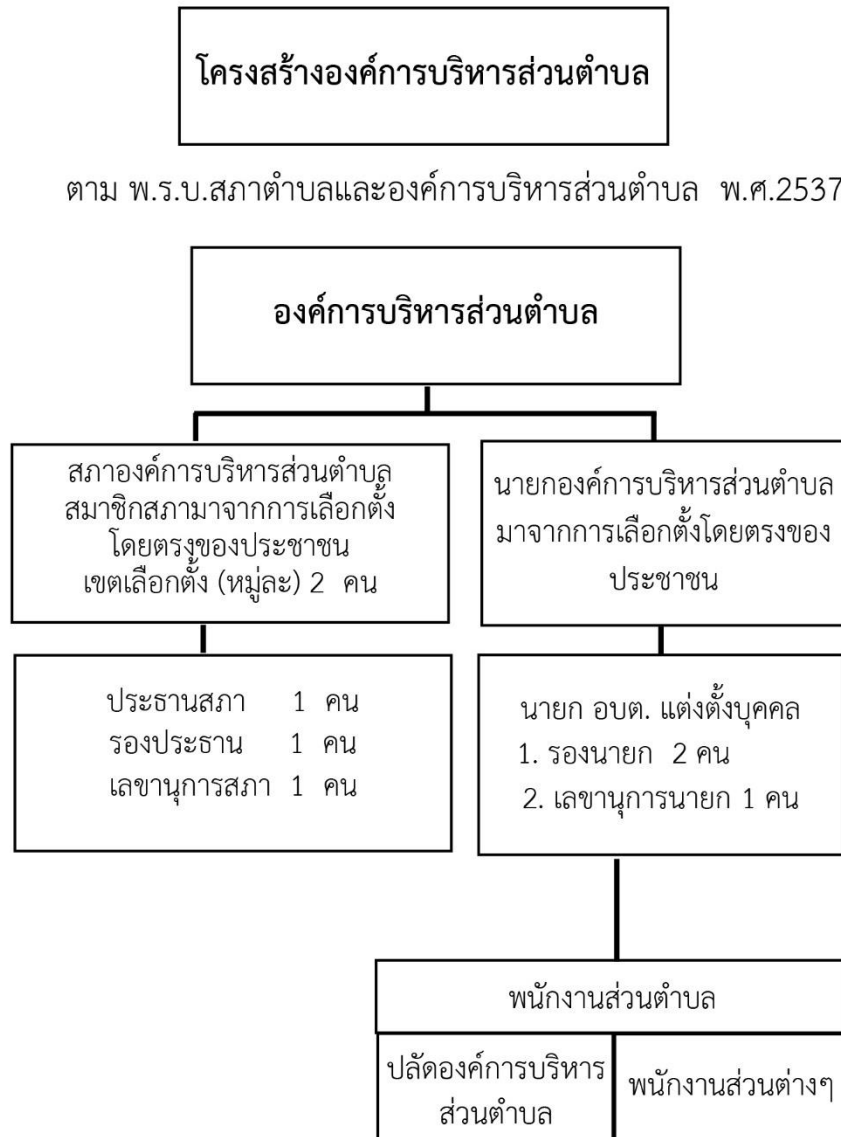 โครงสร้างองค์การบริหารส่วนตำบล
ตาม พ.ร.บ.สภาตำบลและองค์การบริหารส่วนตำบล พ.ศ.2537
องค์การบริหารส่วนตำบล
สภาองค์การบริหารส่วนตำบล
สมาชิกสภามาจากการเลือกตั้ง
โดยตรงของประชาชน
เขตเลือกตั้ง (หมู่ละ) 2 คน
นายกองค์การบริหารส่วนตำบล
มาจากการเลือกตั้งโดยตรงของ
ประชาชน
ประธานสภา 1 คน
รองประธาน 1 คน
เลขานุการสภา 1 คน
นายก อบต. แต่งตั้งบุคคล
1. รองนายก 2 คน
2. เลขานุการนายก 1 คน
พนักงานส่วนตำบล
ปลัดองค์การบริหาร
ส่วนตำบล
พนักงานส่วนต่างๆ